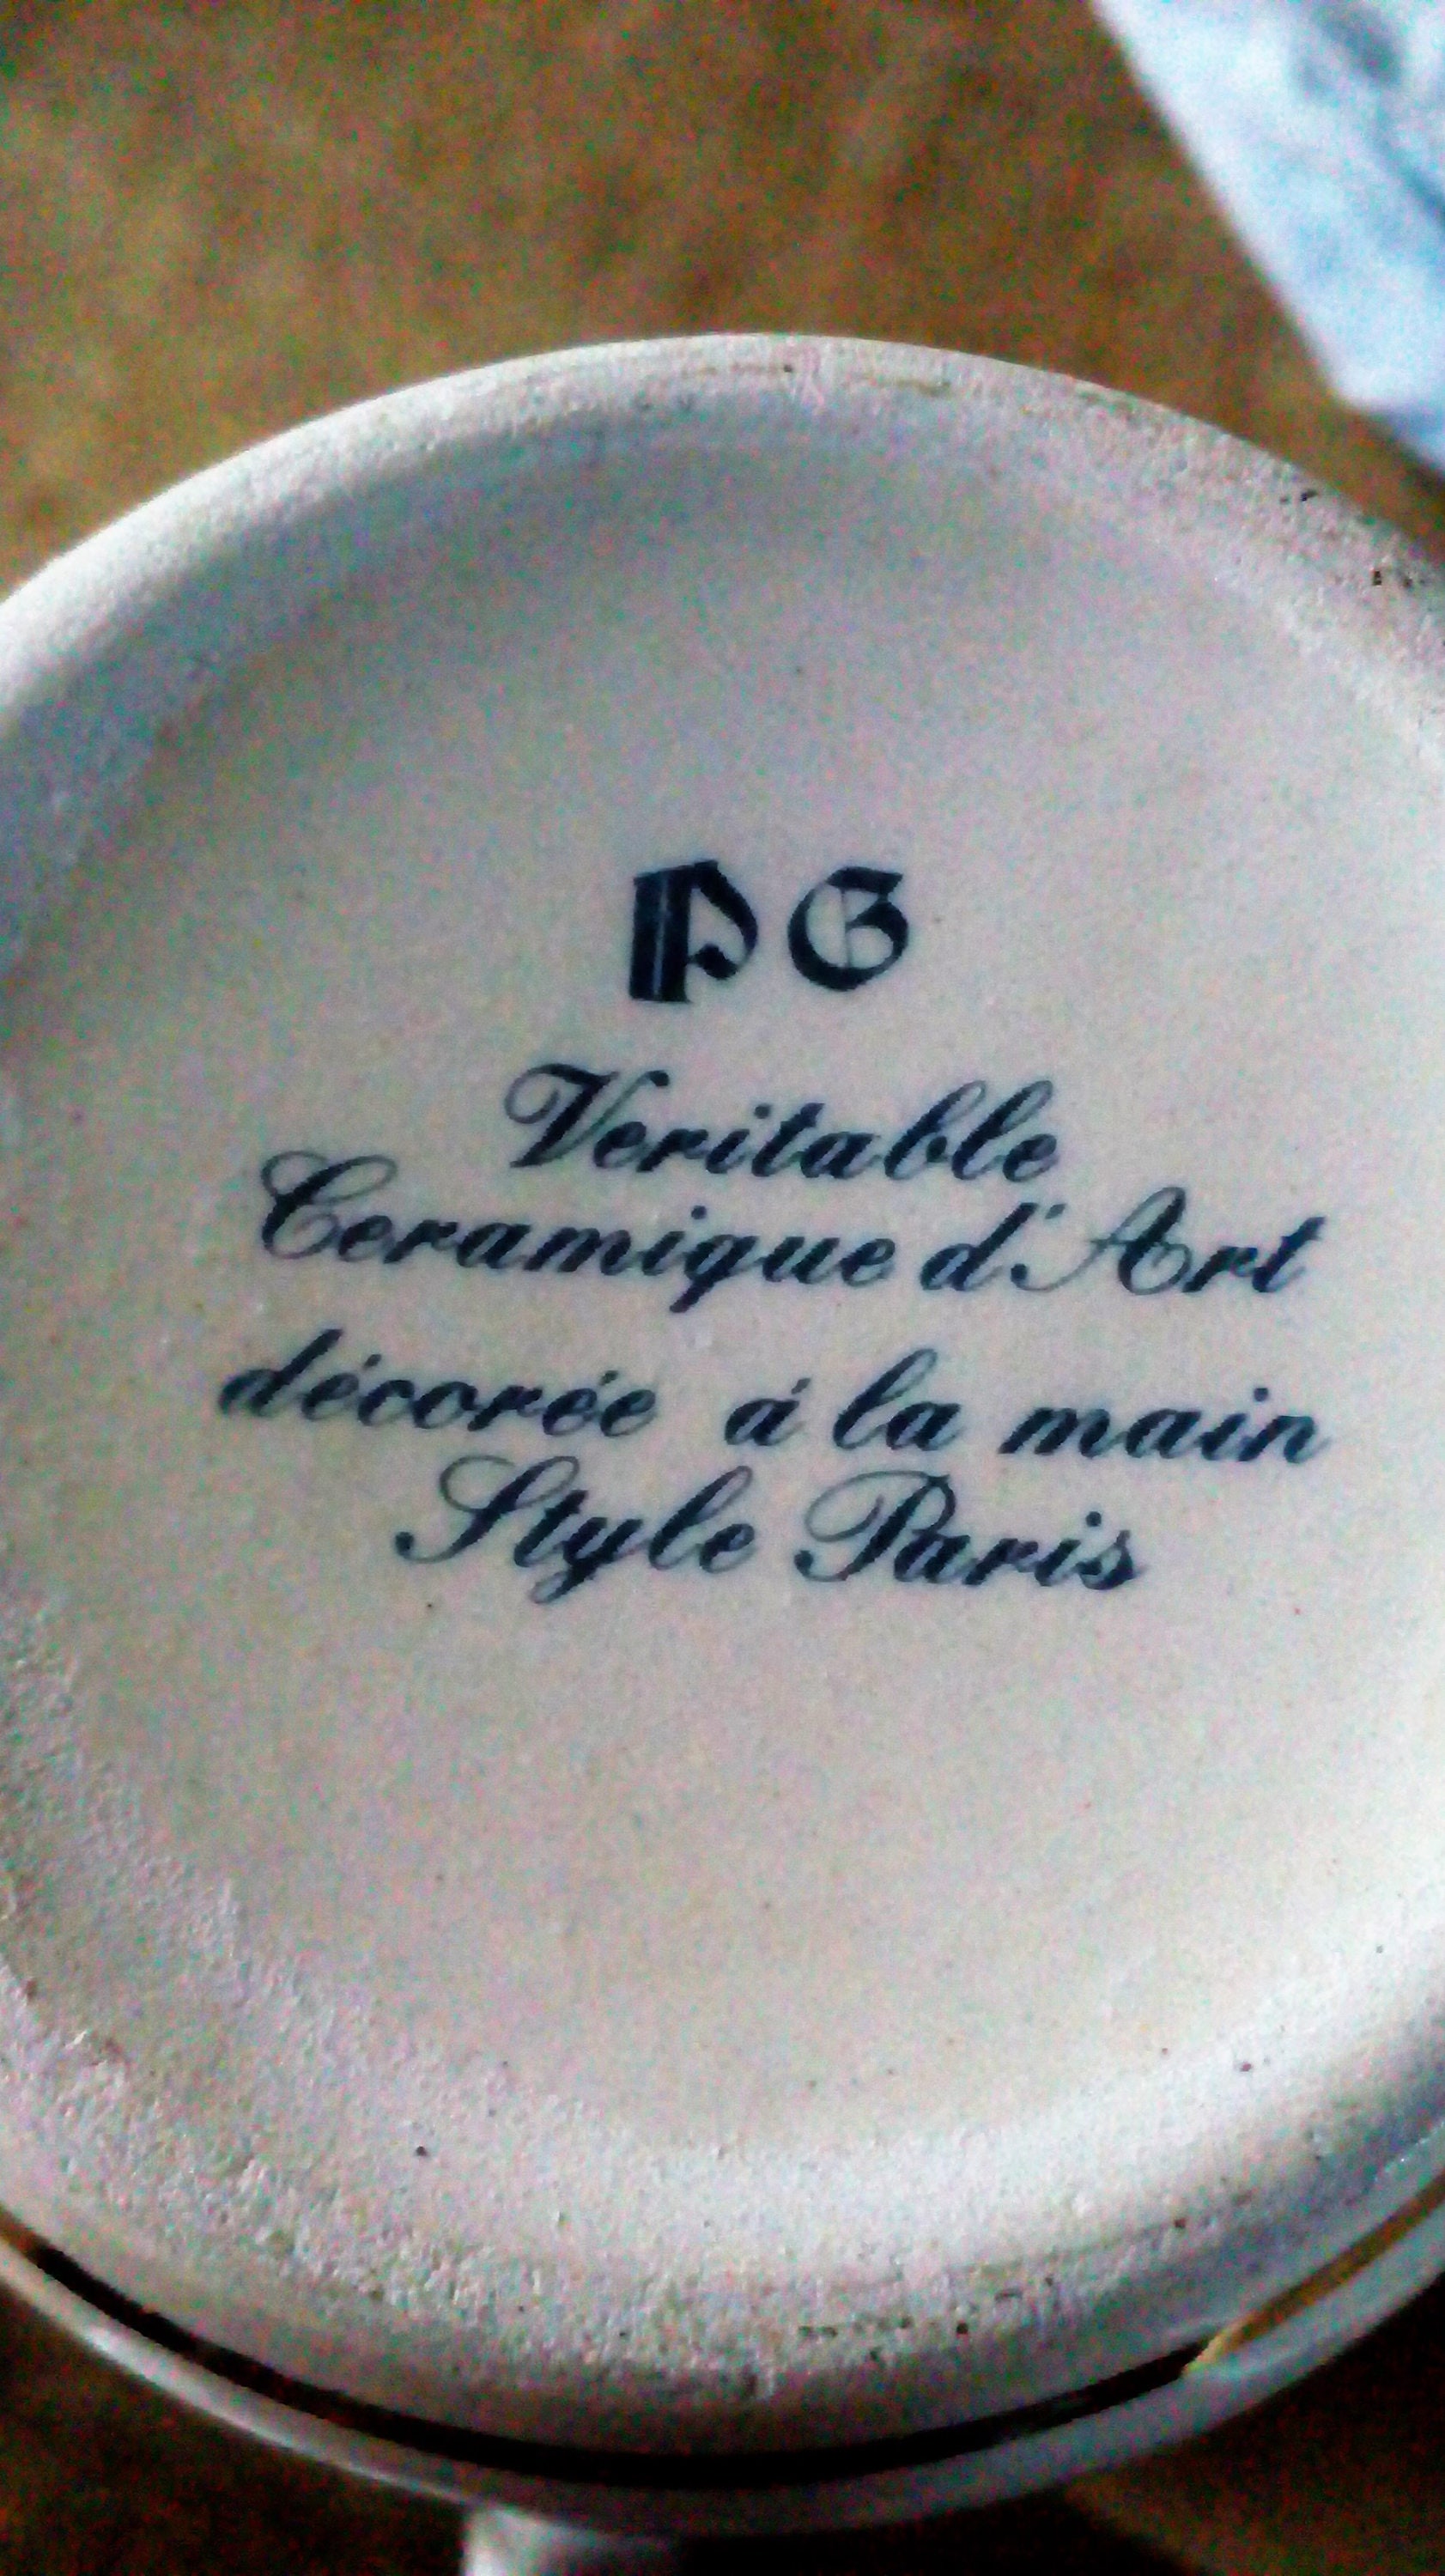 PG
Veritable
Ceramique d'Art
décorée á la main
Style Paris